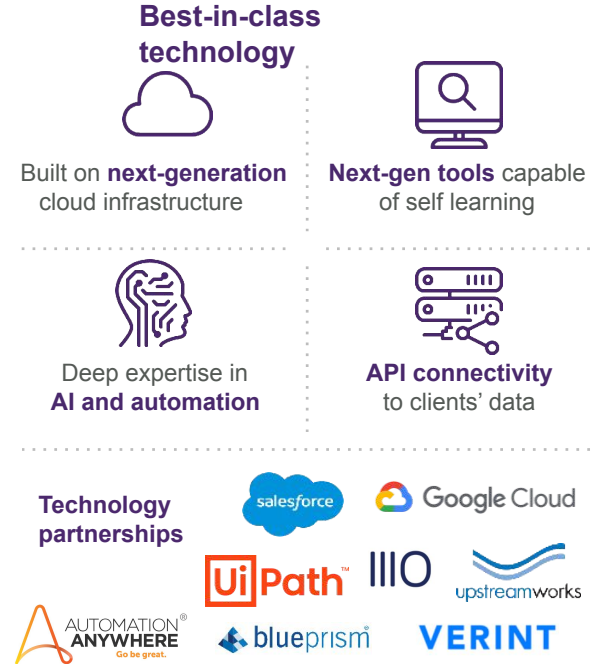 Best-in-class
technology
Built on next-generation
cloud infrastructure
Next-gen tools capable
of self learning
Deep expertise in
AI and automation
API connectivity
to clients’ data
Technology
partnerships
salesforce
Google Cloud
UiPath™
IIIO
upstreamworks
AUTOMATION®
ANYWHERE
Go be great.
blueprism®
VERINT